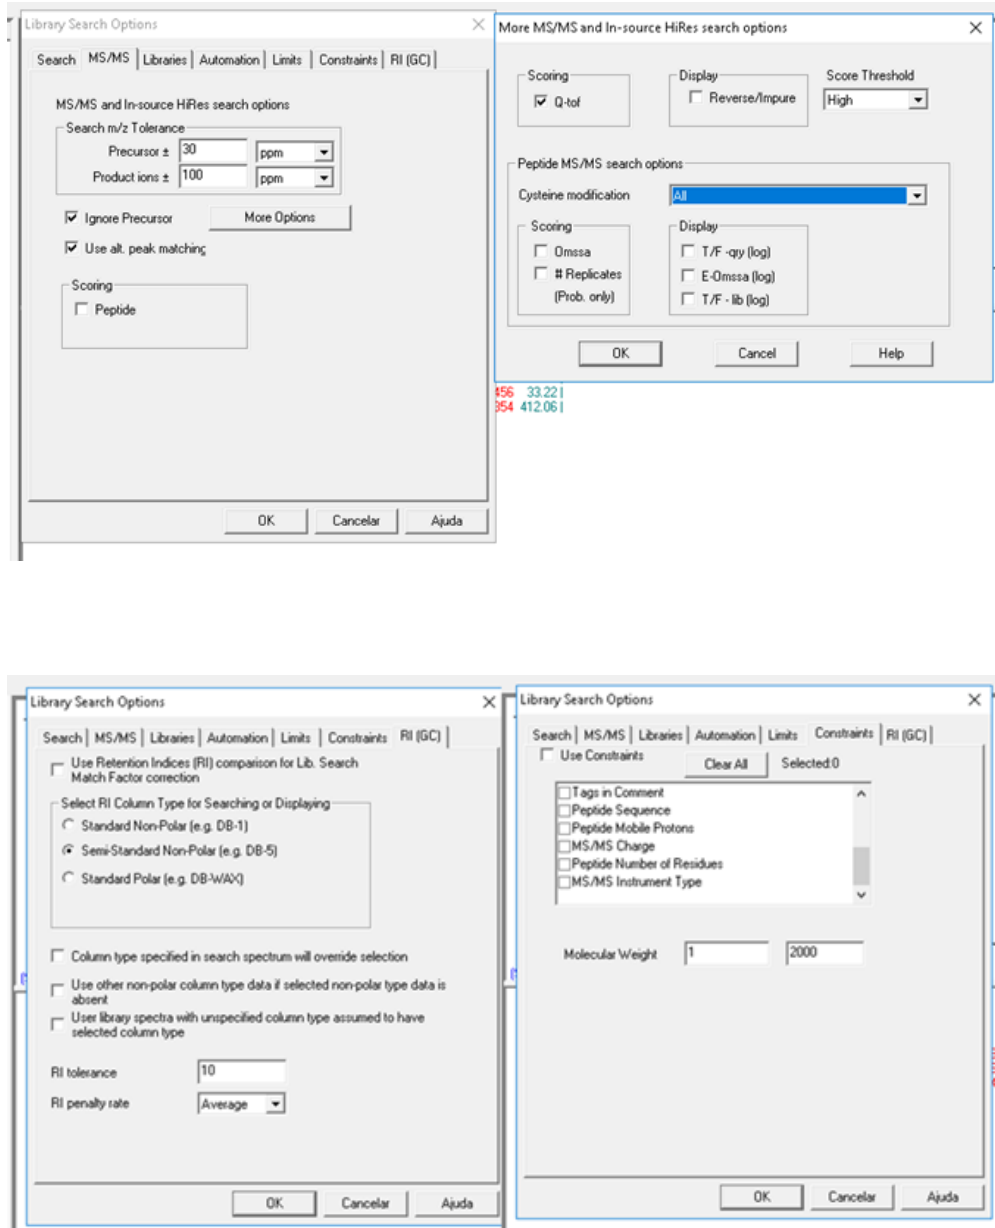 Library Search Options
Search MS/MS Libraries Automation Limits Constraints RI (GC)
MS/MS and In-source HiRes search options
Search m/z Tolerance
Precursor ± 30 ppm
Product ions ± 100 ppm
Ignore Precursor More Options
Use alt. peak matching
Scoring
Peptide
OK Cancelar Ajuda
More MS/MS and In-source HiRes search options
Scoring Display Score Threshold
Q-tof Reverse/Impure High
Peptide MS/MS search options
Cysteine modification All
Scoring Display
Omssa T/F -qry (log)
# Replicates E-Omssa (log)
(Prob. only) T/F - lib (log)
OK Cancel Help
456 33.22|
354 412.06|
Library Search Options
Search MS/MS Libraries Automation Limits Constraints RI (GC)
Use Retention Indices (RI) comparison for Lib. Search
Match Factor correction
Select RI Column Type for Searching or Displaying
Standard Non-Polar (e.g. DB-1)
Semi-Standard Non-Polar (e.g. DB-5)
Standard Polar (e.g. DB-WAX)
Column type specified in search spectrum will override selection
Use other non-polar column type data if selected non-polar type data is
absent
User library spectra with unspecified column type assumed to have
selected column type
RI tolerance 10
RI penalty rate Average
OK Cancelar Ajuda
Library Search Options
Search MS/MS Libraries Automation Limits Constraints RI (GC)
Use Constraints Clear All Selected:0
Tags in Comment
Peptide Sequence
Peptide Mobile Protons
MS/MS Charge
Peptide Number of Residues
MS/MS Instrument Type
Molecular Weight 1 2000
OK Cancelar Ajuda